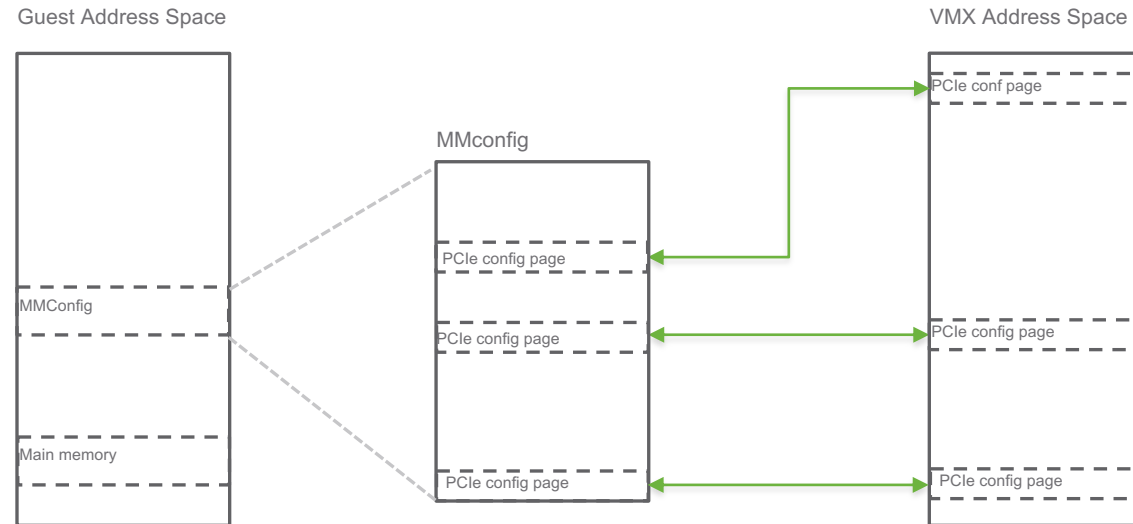 Guest Address Space
VMX Address Space
PCIe conf page
MMconfig
PCIe config page
MMConfig
PCIe config page
PCIe config page
Main memory
PCIe config page
PCIe config page